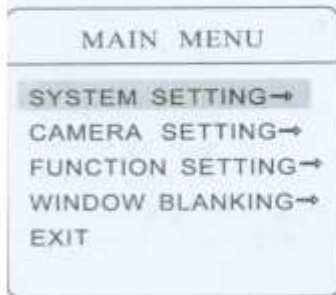 MAIN MENU
SYSTEM SETTING→
CAMERA SETTING→
FUNCTION SETTING→
WINDOW BLANKING→
EXIT